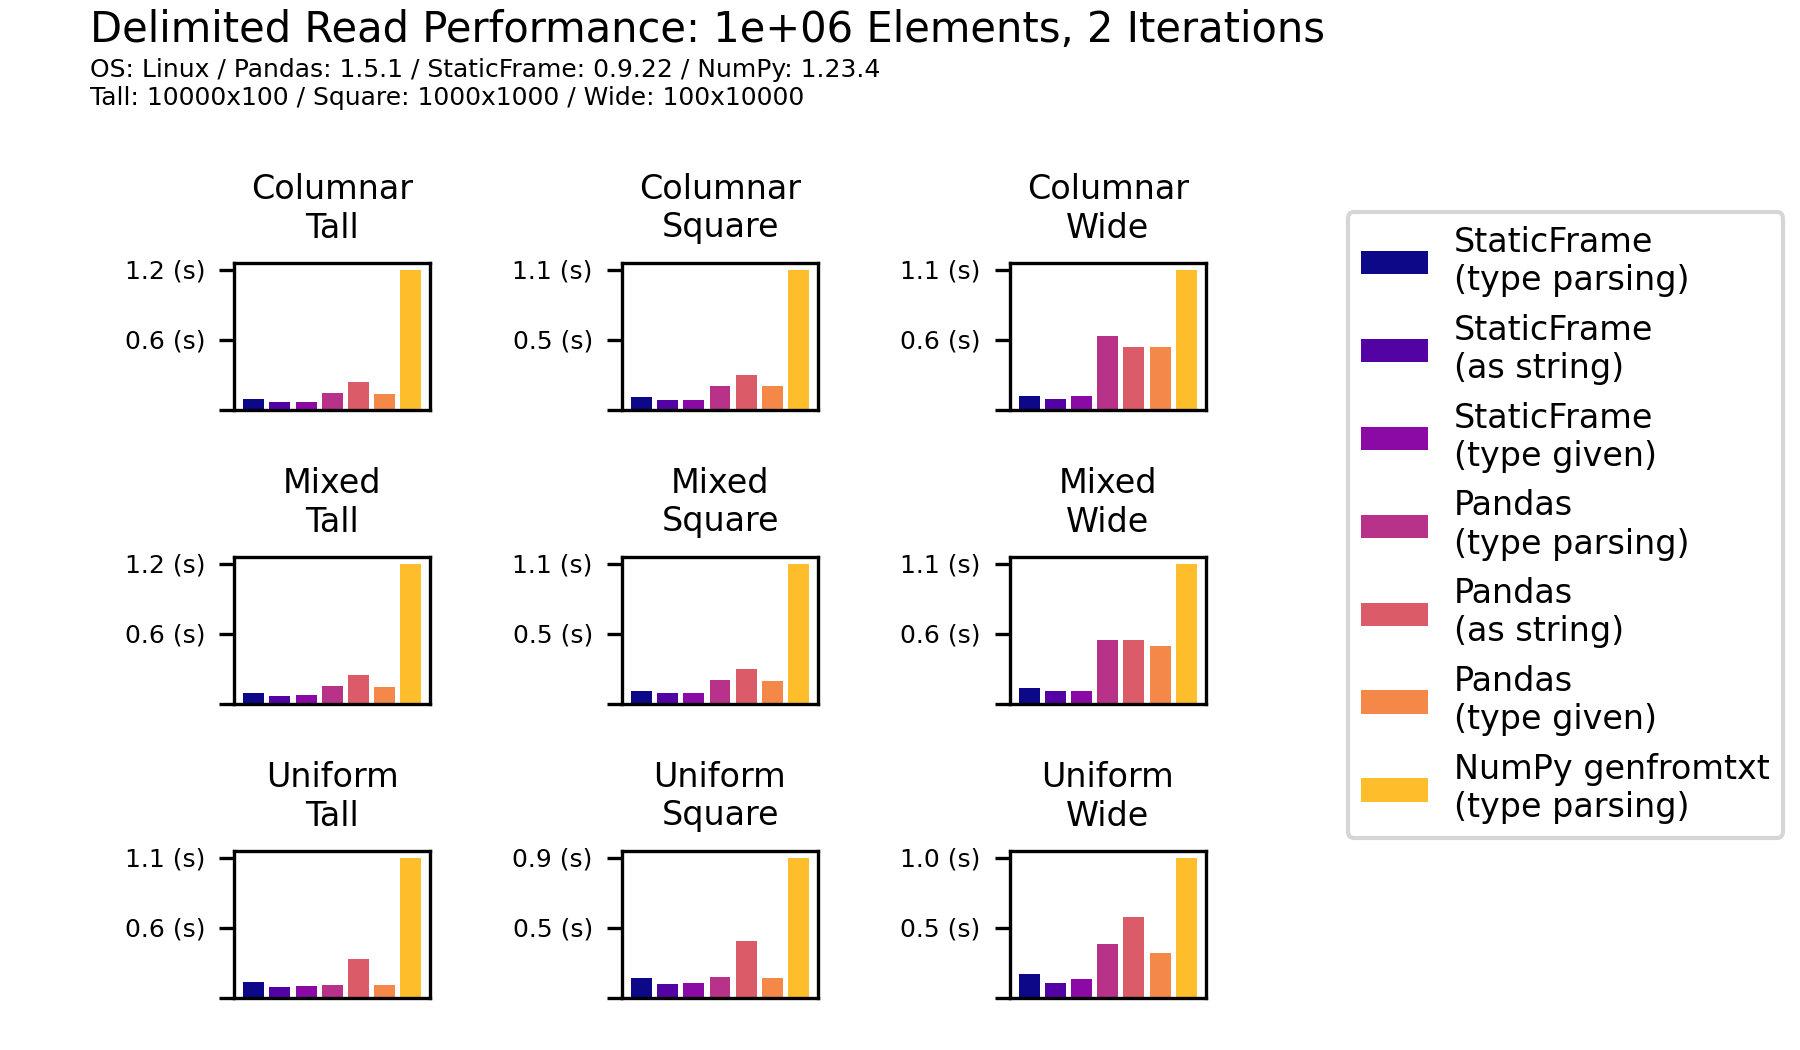 Delimited Read Performance: 1e+06 Elements, 2 Iterations
OS: Linux / Pandas: 1.5.1 / StaticFrame: 0.9.22 / NumPy: 1.23.4
Tall: 10000x100 / Square: 1000x1000 / Wide: 100x10000
Columnar
Tall
1.2 (s)
0.6 (s)
Columnar
Square
1.1 (s)
0.5 (s)
Columnar
Wide
1.1 (s)
0.6 (s)
Mixed
Tall
1.2 (s)
0.6 (s)
Mixed
Square
1.1 (s)
0.5 (s)
Mixed
Wide
1.1 (s)
0.6 (s)
Uniform
Tall
1.1 (s)
0.6 (s)
Uniform
Square
0.9 (s)
0.5 (s)
Uniform
Wide
1.0 (s)
0.5 (s)
StaticFrame
(type parsing)
StaticFrame
(as string)
StaticFrame
(type given)
Pandas
(type parsing)
Pandas
(as string)
Pandas
(type given)
NumPy genfromtxt
(type parsing)